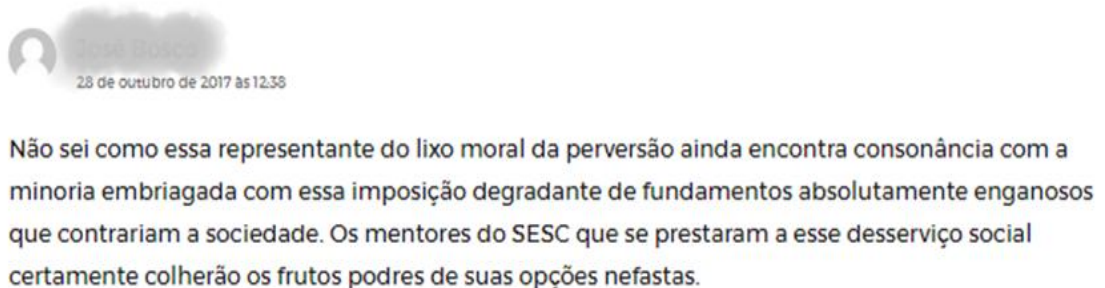 28 de outubro de 2017 às 12:38
Não sei como essa representante do lixo moral da perversão ainda encontra consonância com a
minoria embriagada com essa imposição degradante de fundamentos absolutamente enganosos
que contrariam a sociedade. Os mentores do SESC que se prestaram a esse desserviço social
certamente colherão os frutos podres de suas opções nefastas.